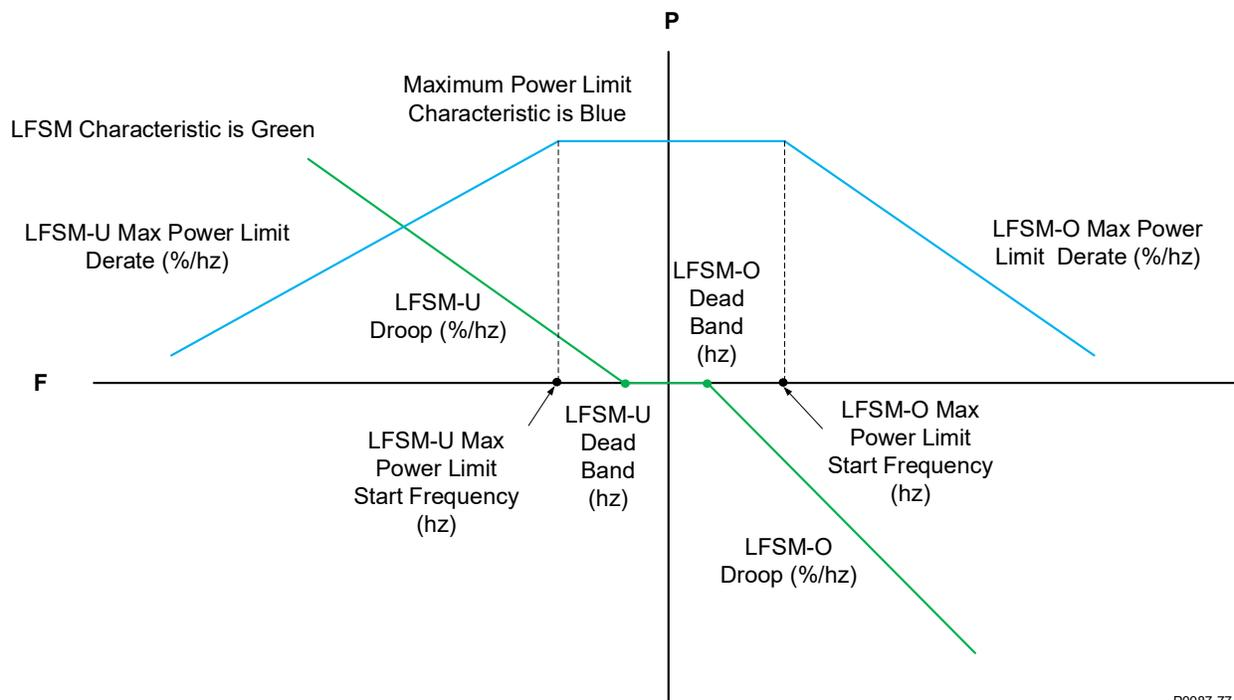 P
Maximum Power Limit
Characteristic is Blue
LFSM Characteristic is Green
LFSM-U Max Power Limit
Derate (%/hz)
LFSM-O Max Power
Limit Derate (%/hz)
LFSM-U
Droop (%/hz)
LFSM-O
Dead
Band
(hz)
F
LFSM-U Max
Power Limit
Start Frequency
(hz)
LFSM-U
Dead
Band
(hz)
LFSM-O Max
Power Limit
Start Frequency
(hz)
LFSM-O
Droop (%/hz)